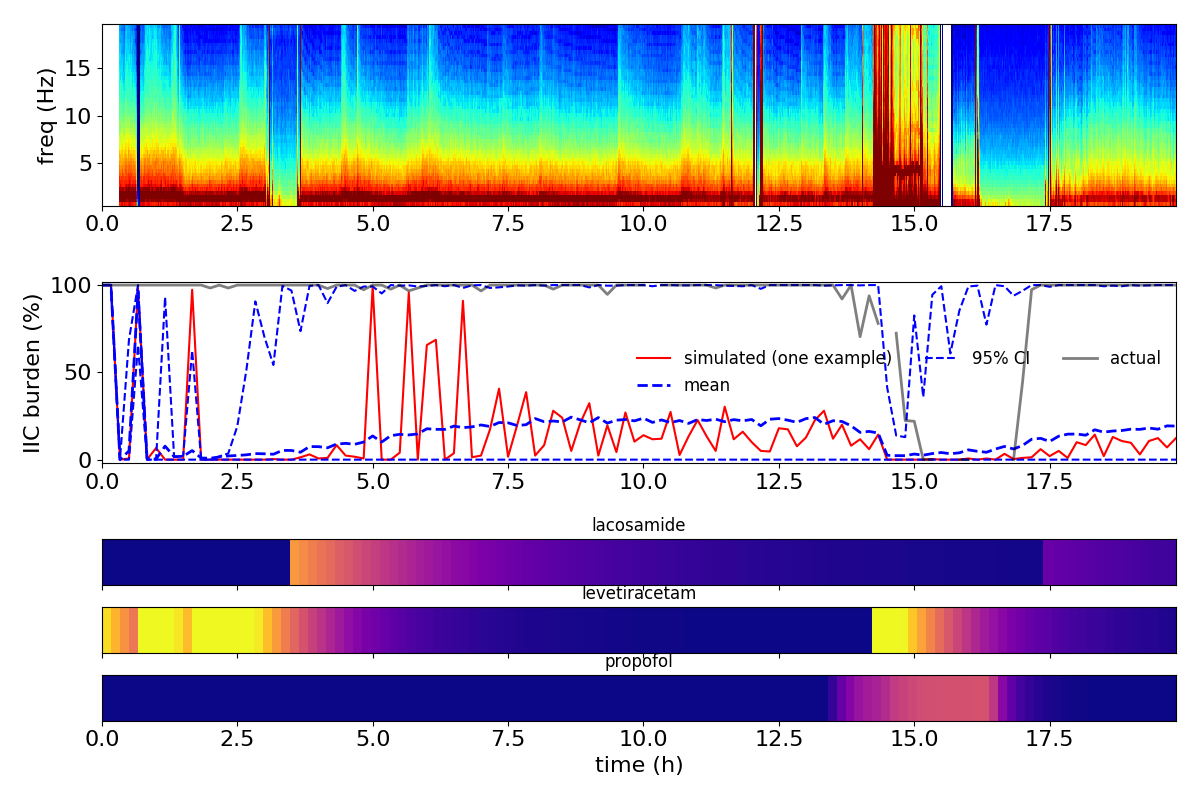 freq (Hz)
15
10
5
0.0 2.5 5.0 7.5 10.0 12.5 15.0 17.5
IIC burden (%)
100
50
0
simulated (one example) 95% CI actual
mean
0.0 2.5 5.0 7.5 10.0 12.5 15.0 17.5
lacosamide
levetiracetam
propofol
0.0 2.5 5.0 7.5 10.0 12.5 15.0 17.5
time (h)